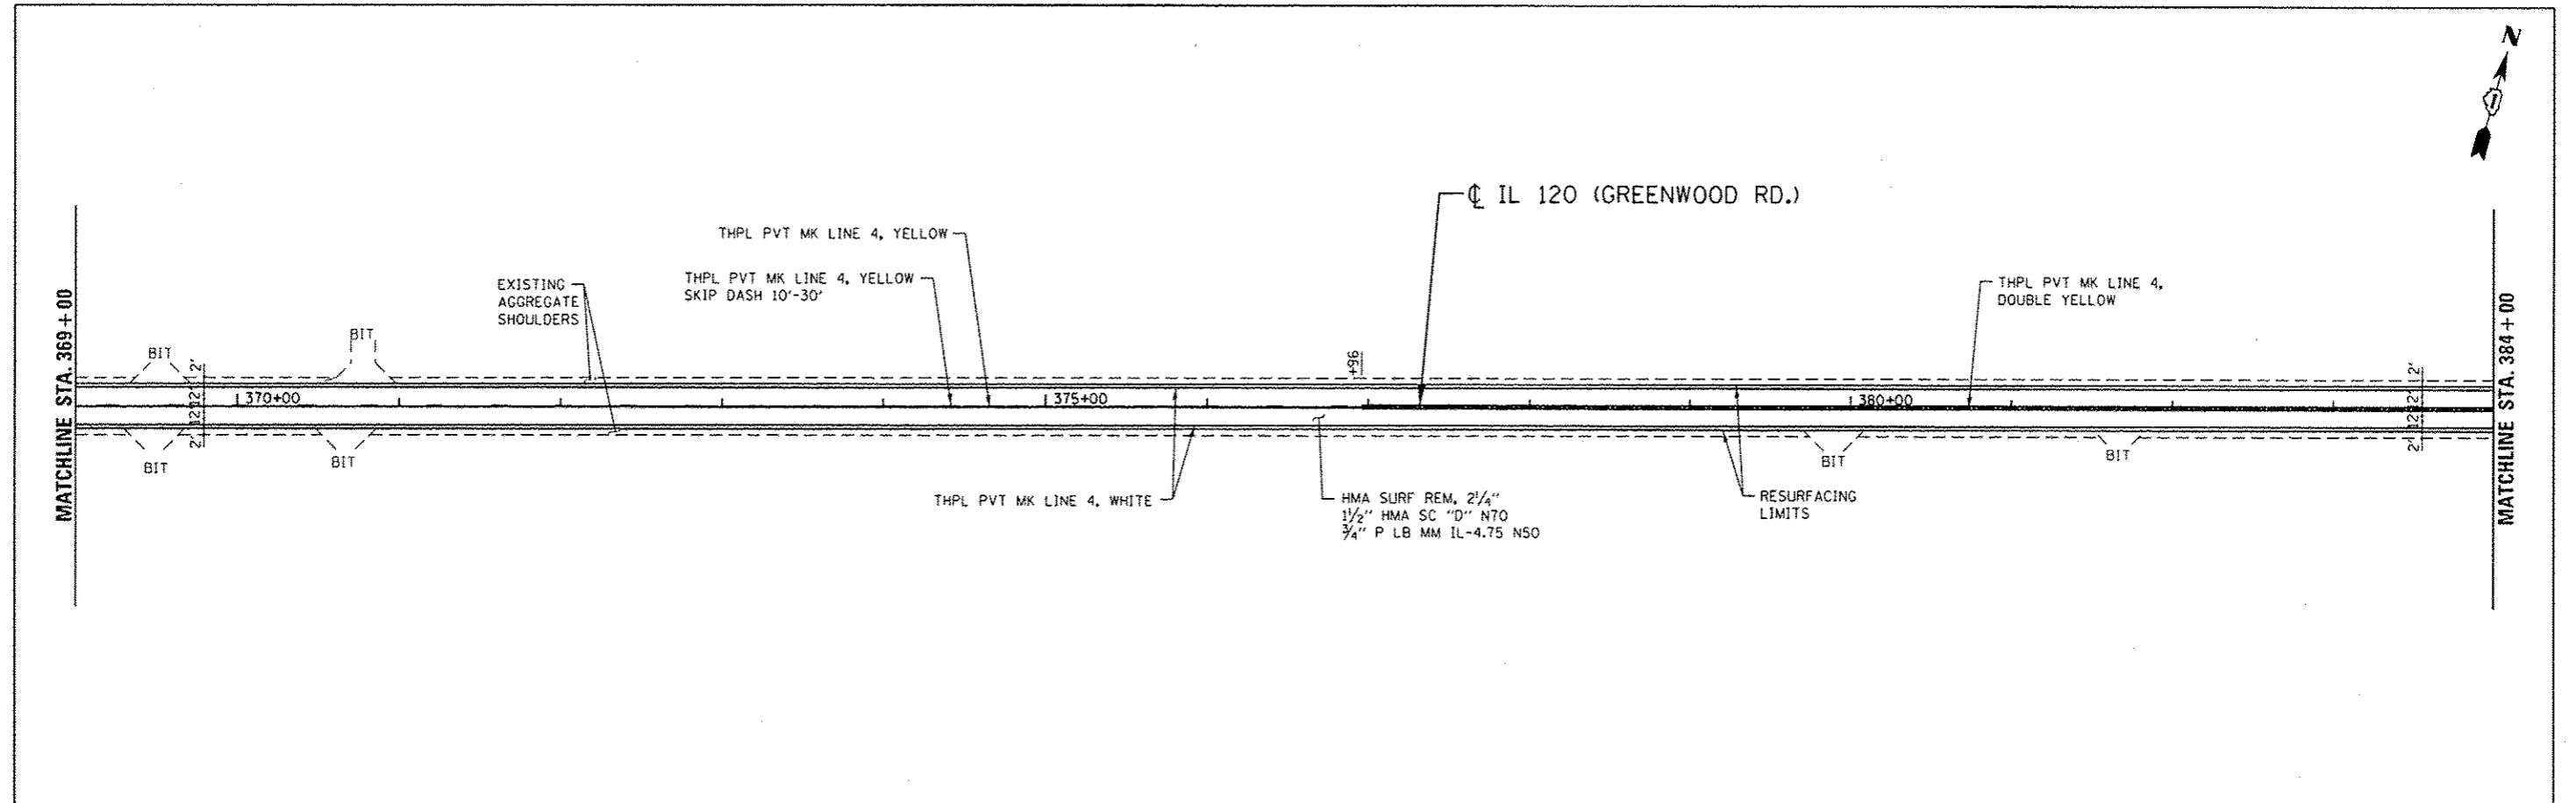 N
1
℄ IL 120 (GREENWOOD RD.)
THPL PVT MK LINE 4, YELLOW
THPL PVT MK LINE 4, YELLOW
SKIP DASH 10'-30'
EXISTING
AGGREGATE
SHOULDERS
THPL PVT MK LINE 4,
DOUBLE YELLOW
MATCHLINE STA. 369+00
BIT
BIT
2'
12'
12'
2'
370+00
375+00
+96
380+00
2'
12'
12'
2'
MATCHLINE STA. 384+00
BIT
BIT
BIT
BIT
THPL PVT MK LINE 4, WHITE
HMA SURF REM, 2¼"
1½" HMA SC "D" N70
¾" P LB MM IL-4.75 N50
RESURFACING
LIMITS